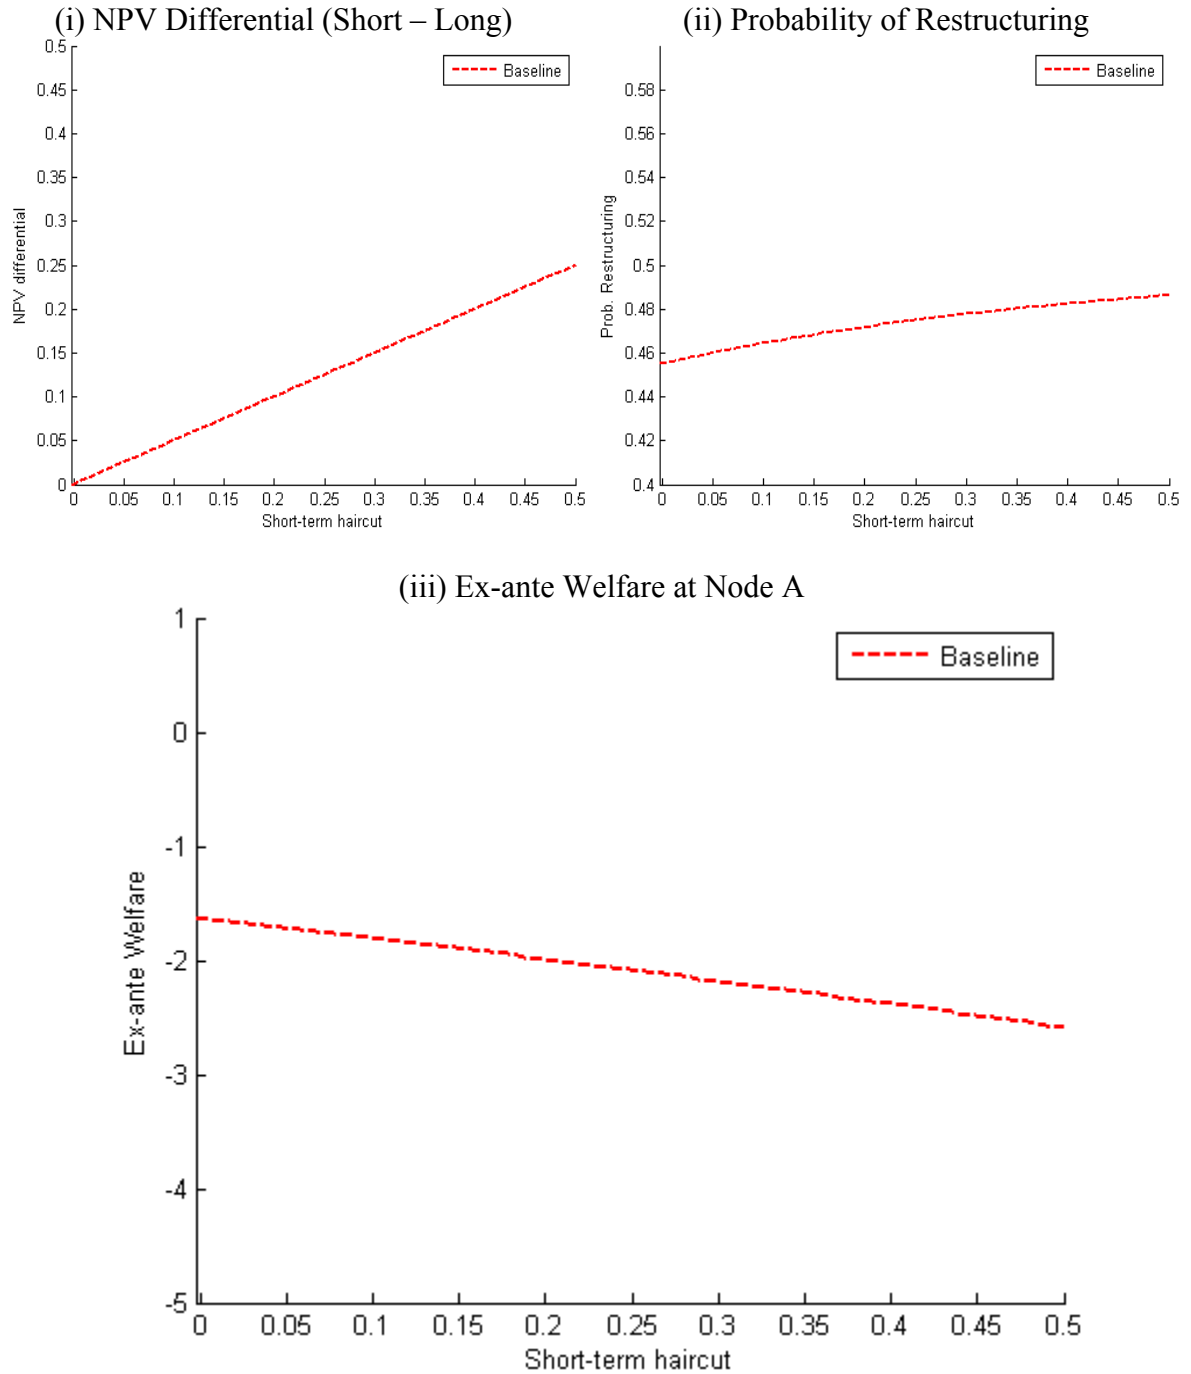 (i) NPV Differential (Short – Long)
0.5
0.45
0.4
0.35
0.3
0.25
0.2
0.15
0.1
0.05
0
NPV differential
Baseline
0 0.05 0.1 0.15 0.2 0.25 0.3 0.35 0.4 0.45 0.5
Short-term haircut
(ii) Probability of Restructuring
0.58
0.56
0.54
0.52
0.5
0.48
0.46
0.44
0.42
0.4
Prob. Restructuring
Baseline
0 0.05 0.1 0.15 0.2 0.25 0.3 0.35 0.4 0.45 0.5
Short-term haircut
(iii) Ex-ante Welfare at Node A
1
0
-1
-2
-3
-4
-5
Ex-ante Welfare
Baseline
0 0.05 0.1 0.15 0.2 0.25 0.3 0.35 0.4 0.45 0.5
Short-term haircut